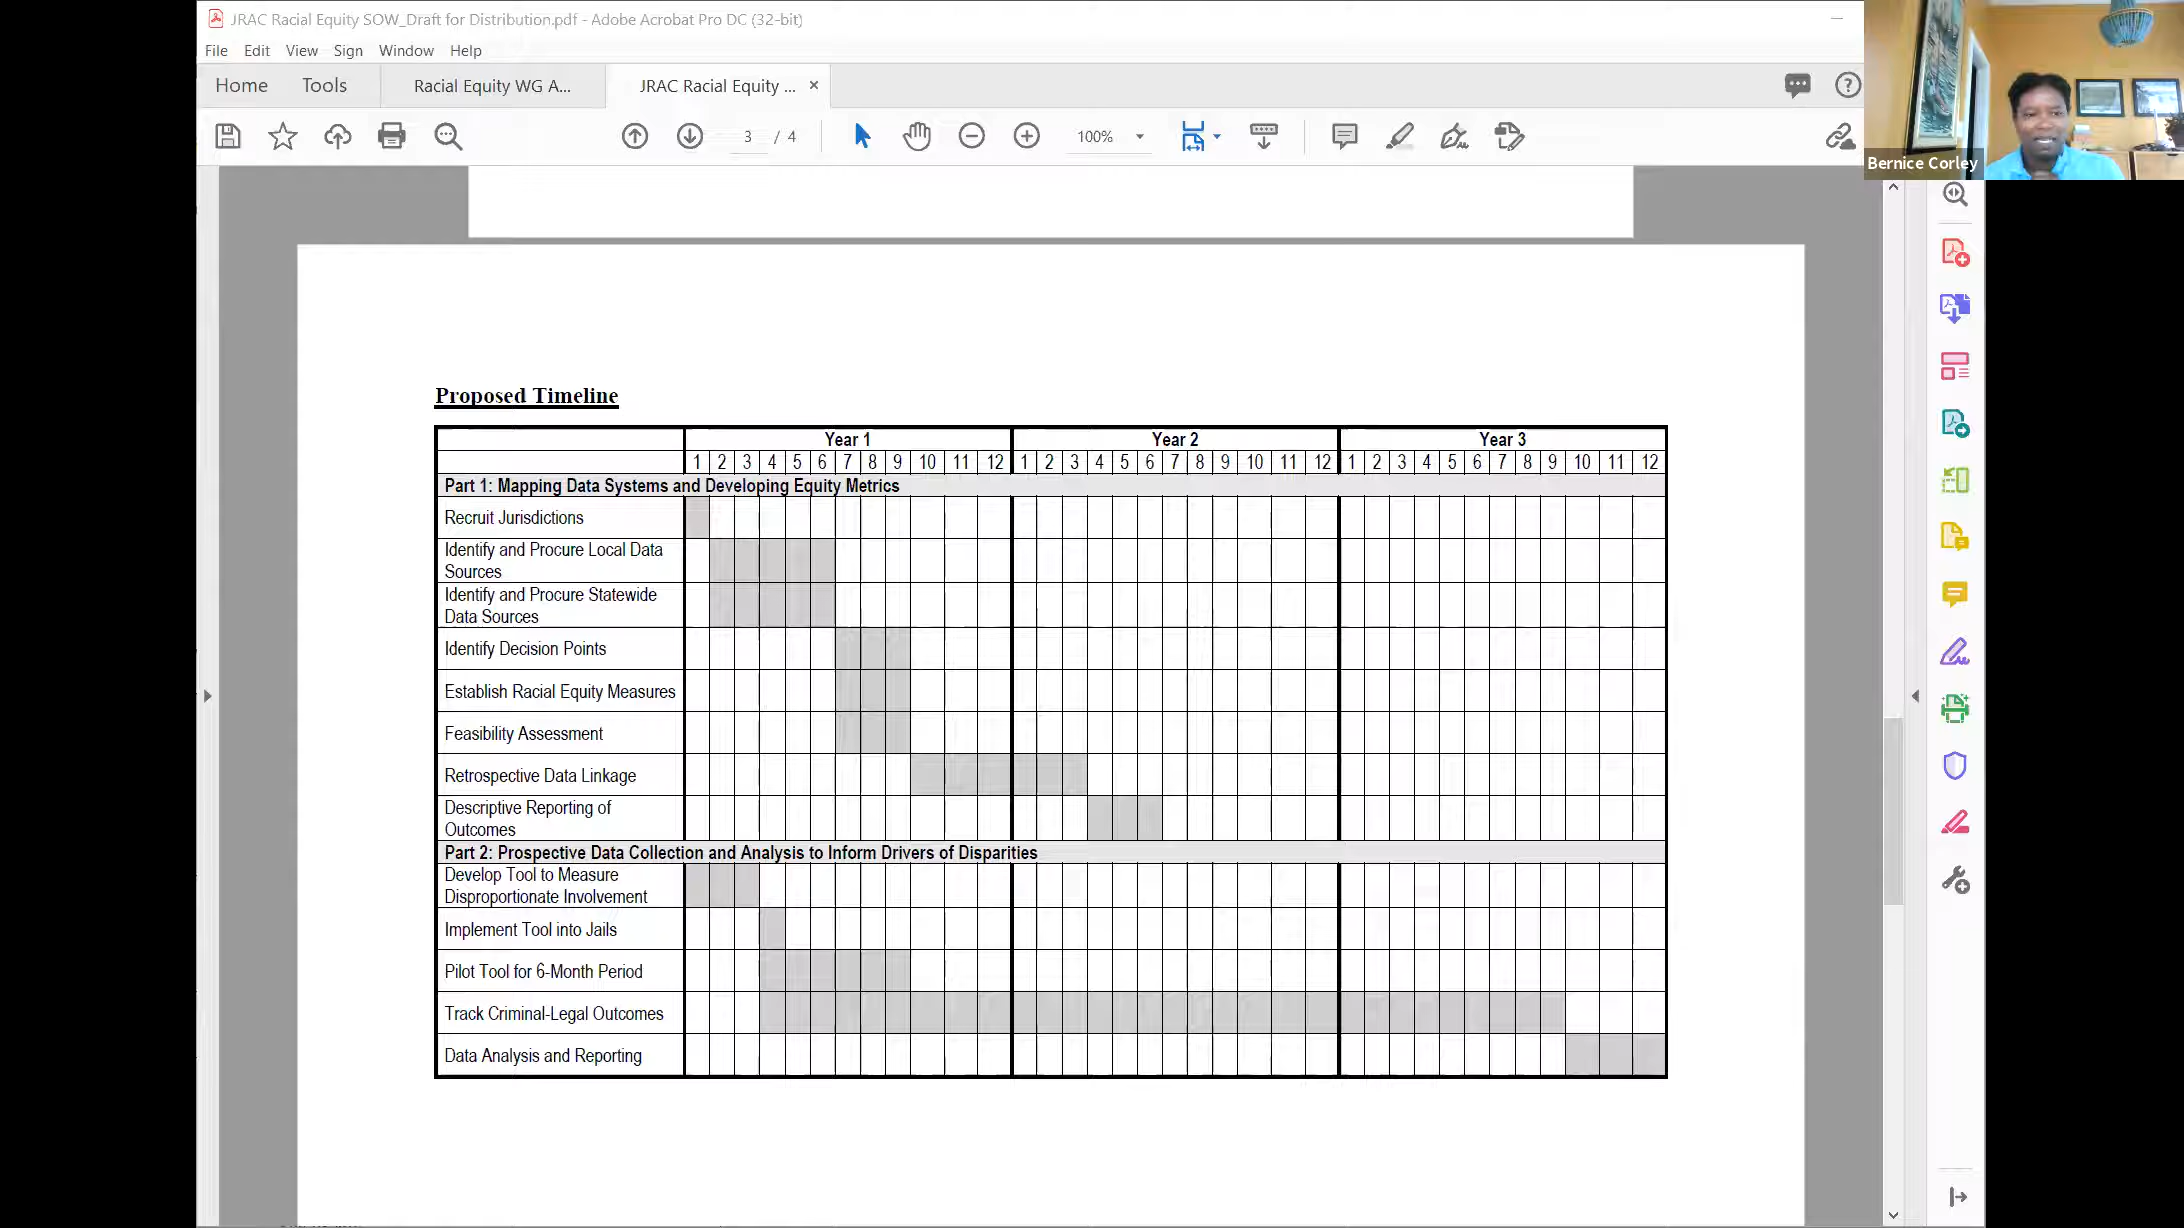 JRAC Racial Equity SOW_Draft for Distribution.pdf - Adobe Acrobat Pro DC (32-bit)
File Edit View Sign Window Help
Home Tools Racial Equity WG A... JRAC Racial Equity ... ×
3 / 4 100%
Bernice Corley
Proposed Timeline
Year 1 Year 2 Year 3
1 2 3 4 5 6 7 8 9 10 11 12 1 2 3 4 5 6 7 8 9 10 11 12 1 2 3 4 5 6 7 8 9 10 11 12
Part 1: Mapping Data Systems and Developing Equity Metrics
Recruit Jurisdictions
Identify and Procure Local Data
Sources
Identify and Procure Statewide
Data Sources
Identify Decision Points
Establish Racial Equity Measures
Feasibility Assessment
Retrospective Data Linkage
Descriptive Reporting of
Outcomes
Part 2: Prospective Data Collection and Analysis to Inform Drivers of Disparities
Develop Tool to Measure
Disproportionate Involvement
Implement Tool into Jails
Pilot Tool for 6-Month Period
Track Criminal-Legal Outcomes
Data Analysis and Reporting